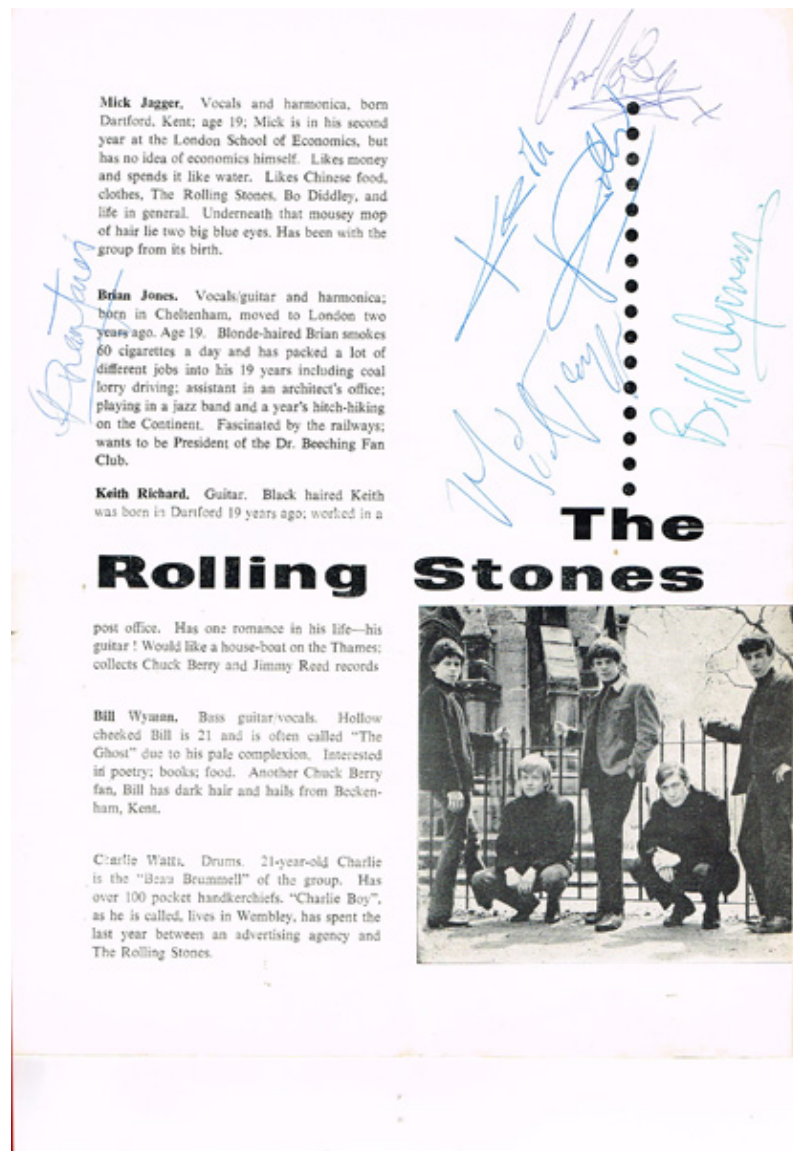 Mick Jagger. Vocals and harmonica, born
Dartford, Kent; age 19; Mick is in his second
year at the London School of Economics, but
has no idea of economics himself. Likes money
and spends it like water. Likes Chinese food,
clothes, The Rolling Stones, Bo Diddley, and
life in general. Underneath that mousey mop
of hair lie two big blue eyes. Has been with the
group from its birth.
Brian Jones. Vocals/guitar and harmonica;
born in Cheltenham, moved to London two
years ago. Age 19. Blonde-haired Brian smokes
60 cigarettes a day and has packed a lot of
different jobs into his 19 years including coal
lorry driving; assistant in an architect's office;
playing in a jazz band and a year's hitch-hiking
on the Continent. Fascinated by the railways;
wants to be President of the Dr. Beeching Fan
Club.
Keith Richard. Guitar. Black haired Keith
was born in Dartford 19 years ago; worked in a
Keith
Bill Wyman
The
Rolling Stones
post office. Has one romance in his life—his
guitar ! Would like a house-boat on the Thames;
collects Chuck Berry and Jimmy Reed records
Bill Wyman. Bass guitar/vocals. Hollow
cheeked Bill is 21 and is often called "The
Ghost" due to his pale complexion. Interested
in poetry; books; food. Another Chuck Berry
fan, Bill has dark hair and hails from Becken-
ham, Kent.
Charlie Watts. Drums. 21-year-old Charlie
is the "Beau Brummell" of the group. Has
over 100 pocket handkerchiefs. "Charlie Boy",
as he is called, lives in Wembley, has spent the
last year between an advertising agency and
The Rolling Stones.